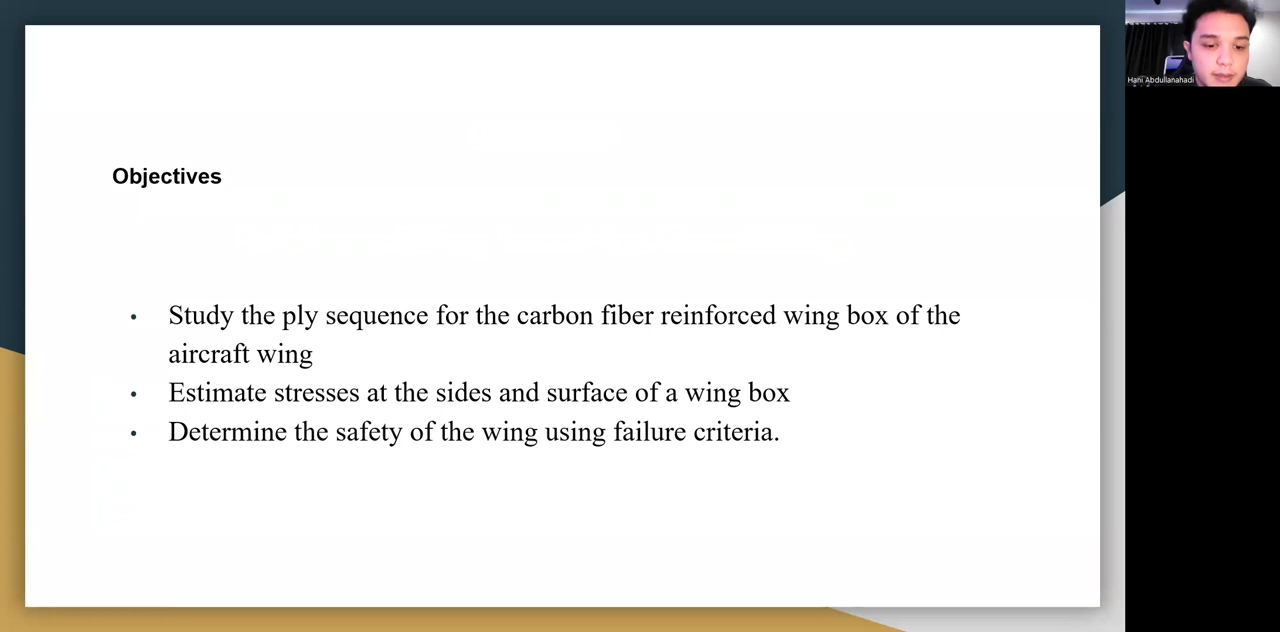 Hani Abdullanahadi
Objectives
• Study the ply sequence for the carbon fiber reinforced wing box of the
aircraft wing
• Estimate stresses at the sides and surface of a wing box
• Determine the safety of the wing using failure criteria.